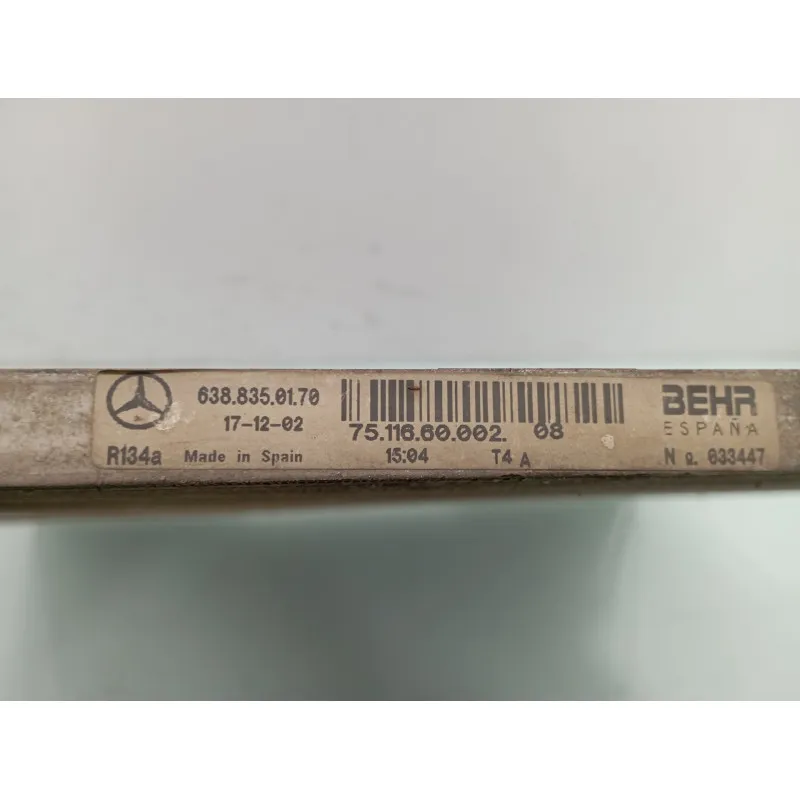 638.835.01.70
17-12-02
R134a Made in Spain
75.116.60.002. 08
15:04 T4 A
BEHR
ESPAÑA
N º. 033447